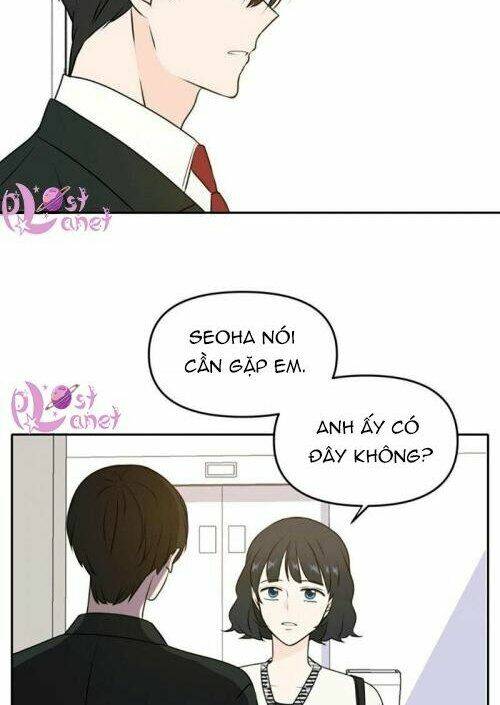 Lost
Planet
SEOHA NÓI
CẦN GẶP EM.
Lost
Planet
ANH ẤY CÓ
ĐÂY KHÔNG?